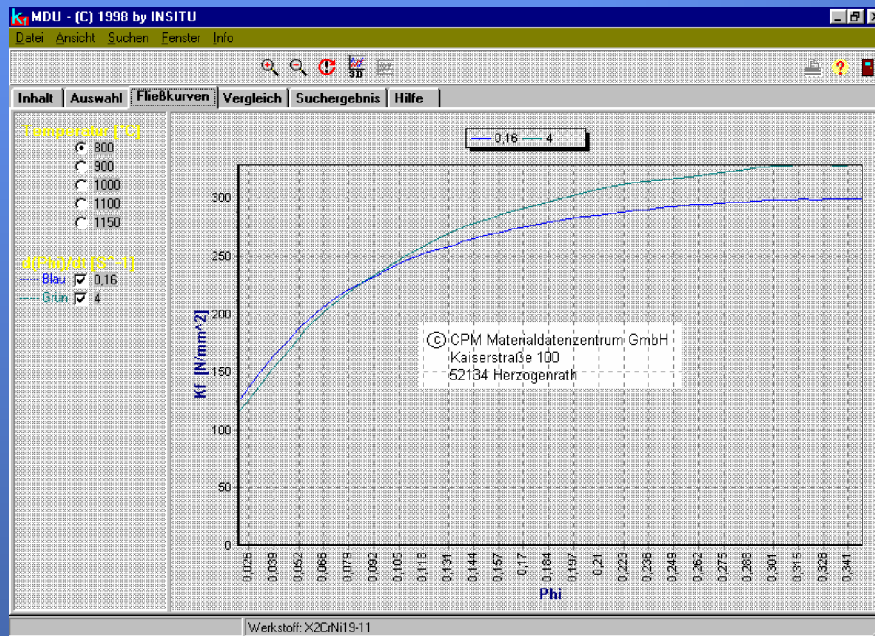 MDU - (C) 1998 by INSITU
Datei Ansicht Suchen Fenster Info
3D
Inhalt Auswahl Fließkurven Vergleich Suchergebnis Hilfe
Temperatur [°C]
800
900
1000
1100
1150
Blau 0,16
Grün 4
0,16 4
Kf [N/mm^2]
300
250
200
150
100
50
0
© CPM Materialdatenzentrum GmbH
Kaiserstraße 100
52134 Herzogenrath
0,026 0,039 0,052 0,066 0,079 0,092 0,105 0,118 0,131 0,144 0,157 0,17 0,184 0,197 0,21 0,223 0,236 0,249 0,262 0,275 0,288 0,301 0,315 0,328 0,341
Phi
Werkstoff: X2CrNi19-11